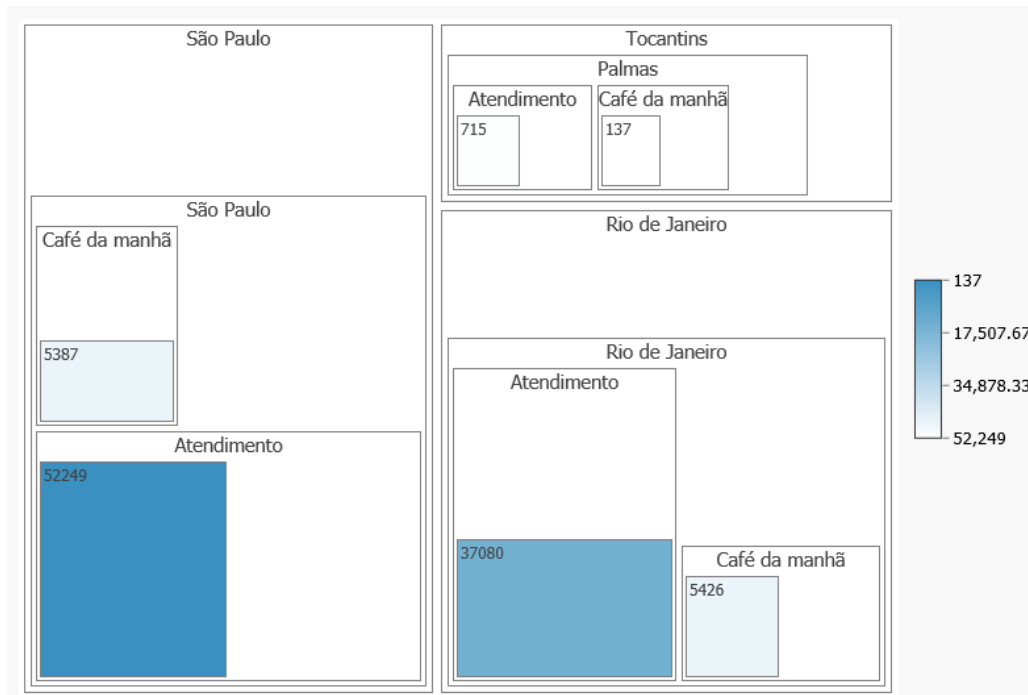 São Paulo
São Paulo
Café da manhã
5387
Atendimento
52249
Tocantins
Palmas
Atendimento
715
Café da manhã
137
Rio de Janeiro
Rio de Janeiro
Atendimento
37080
Café da manhã
5426
137
17,507.67
34,878.33
52,249